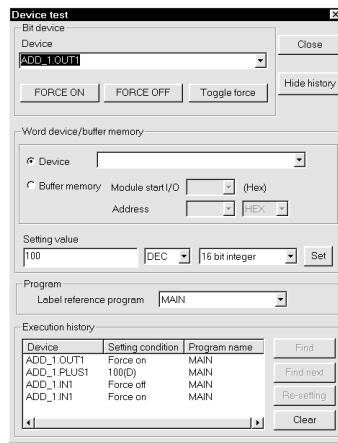 Device test
Bit device
Device
Close
ADD_1.OUT1
Hide history
FORCE ON FORCE OFF Toggle force
Word device/buffer memory
Device
Buffer memory Module start I/O (Hex)
Address HEX
Setting value
100 DEC 16 bit integer Set
Program
Label reference program MAIN
Execution history
Device Setting condition Program name
ADD_1.OUT1 Force on MAIN
ADD_1.PLUS1 100(D) MAIN
ADD_1.IN1 Force off MAIN
ADD_1.IN1 Force on MAIN
Find
Find next
Re-setting
Clear